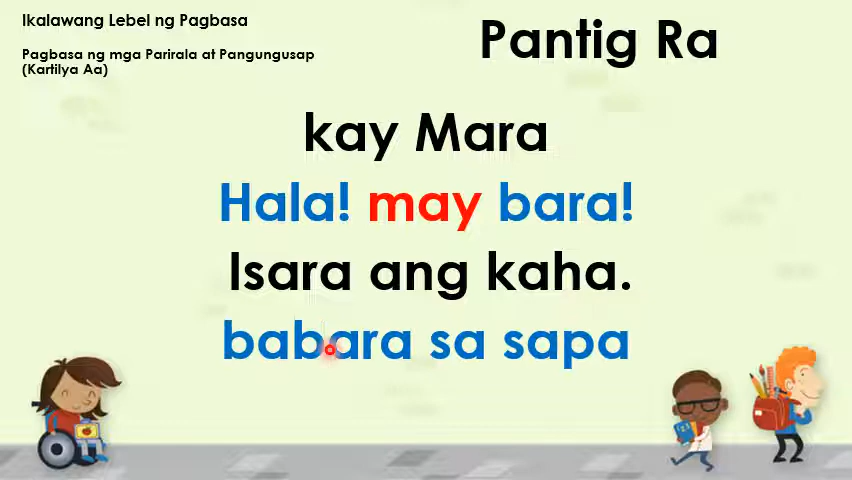 Ikalawang Lebel ng Pagbasa
Pantig Ra
Pagbasa ng mga Parirala at Pangungusap
(Kartilya Aa)
kay Mara
Hala! may bara!
Isara ang kaha.
babara sa sapa